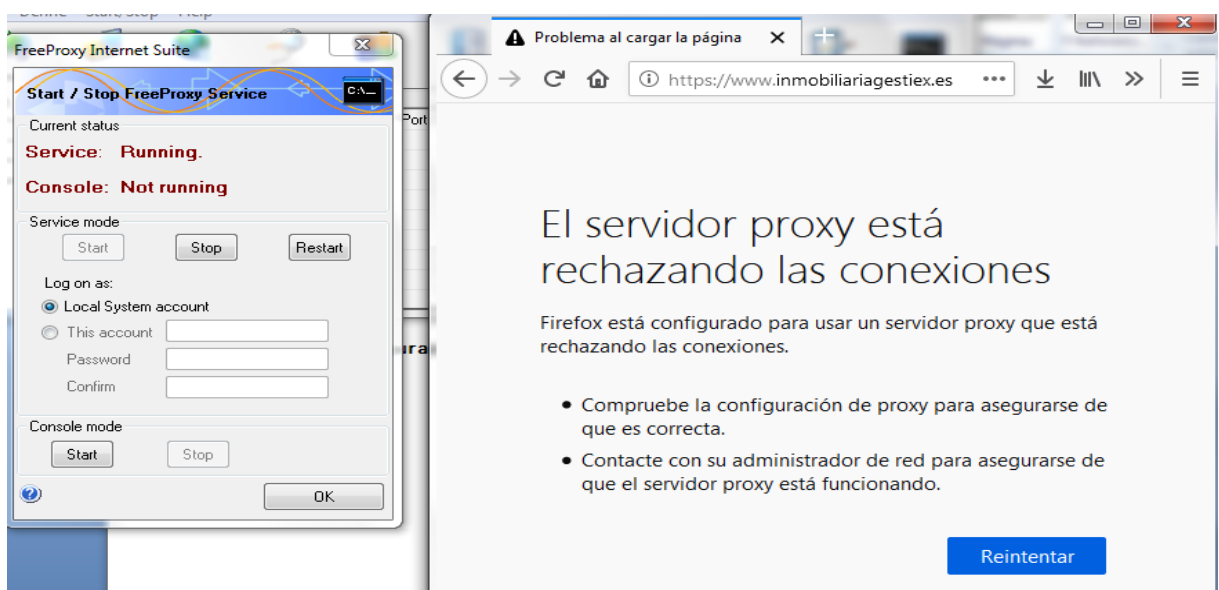 Define Start/Stop Help
FreeProxy Internet Suite
Start / Stop FreeProxy Service
C:\_
Current status
Service: Running.
Console: Not running
Service mode
Start Stop Restart
Log on as:
Local System account
This account
Password
Confirm
Console mode
Start Stop
OK
Port
Problema al cargar la página
https://www.inmobiliariagestiex.es
El servidor proxy está
rechazando las conexiones
Firefox está configurado para usar un servidor proxy que está
rechazando las conexiones.
Compruebe la configuración de proxy para asegurarse de
que es correcta.
Contacte con su administrador de red para asegurarse de
que el servidor proxy está funcionando.
Reintentar